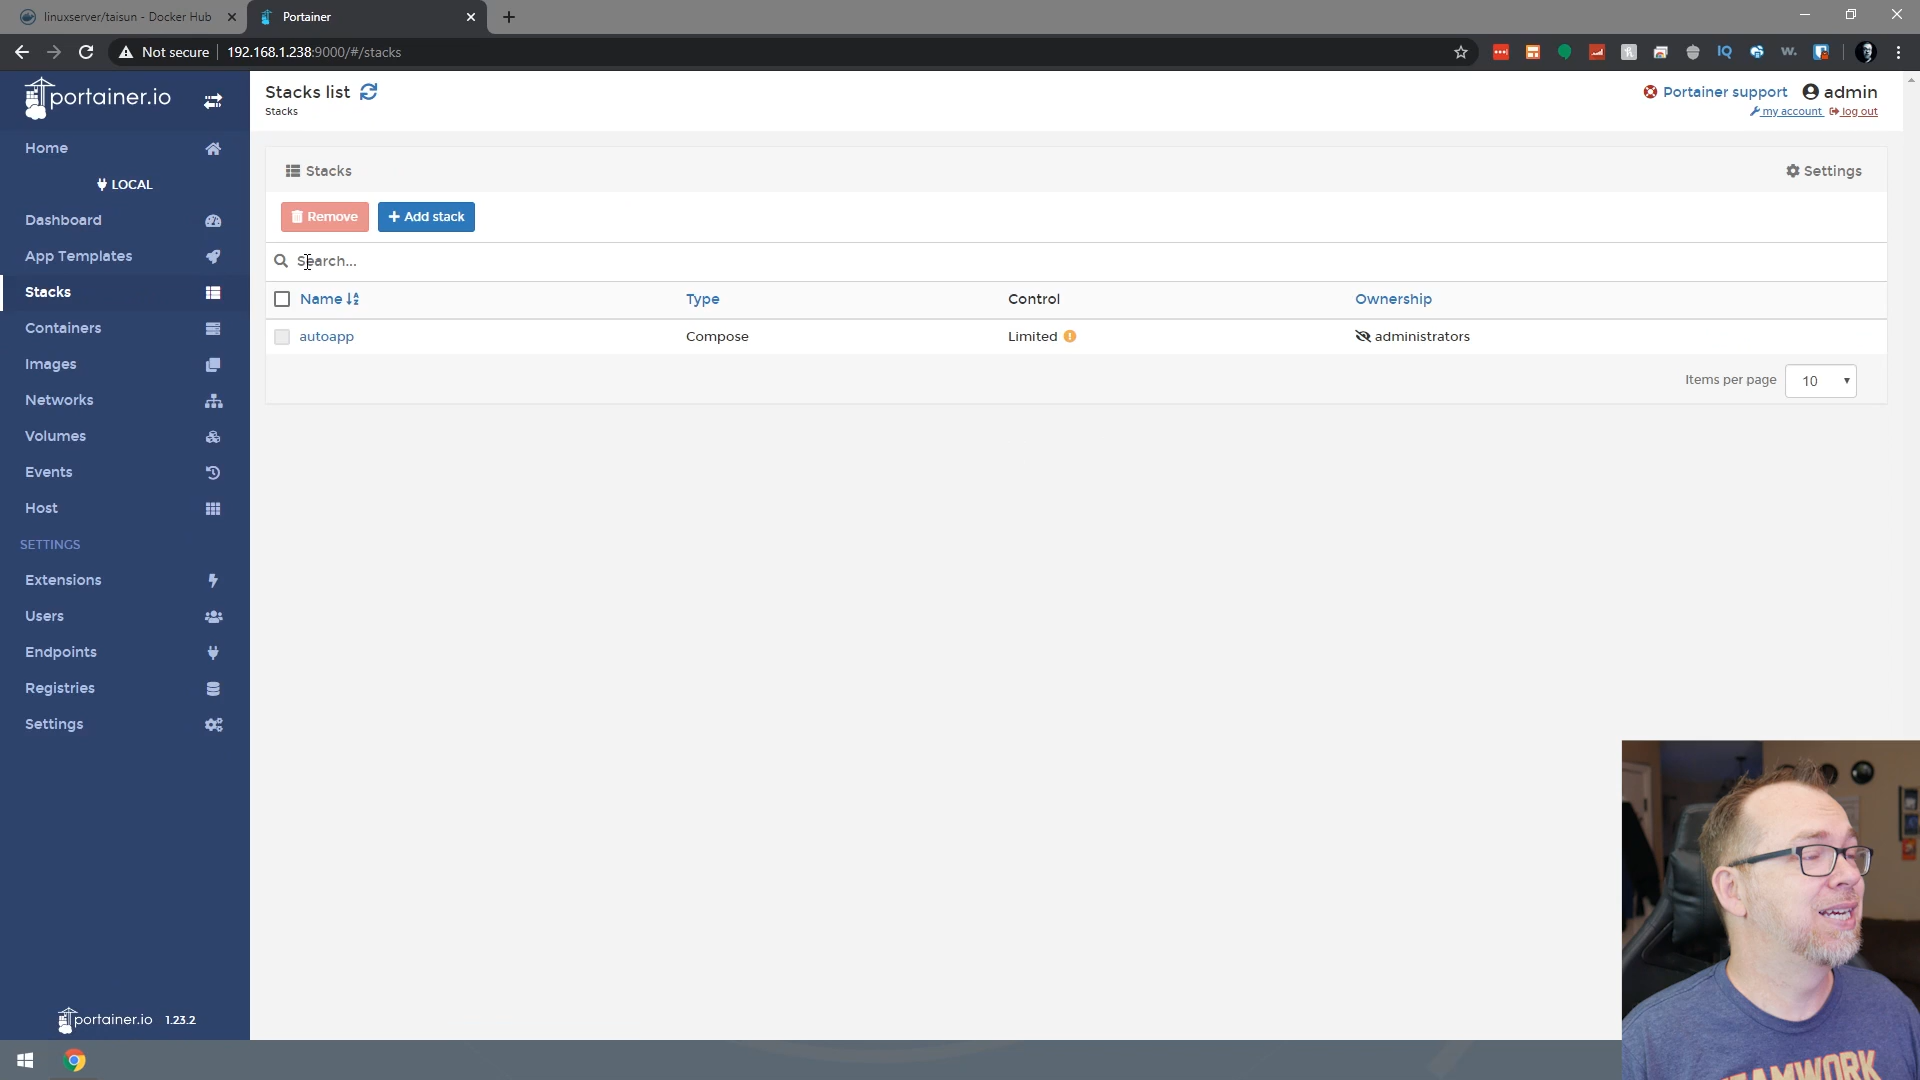 linuxserver/taisun - Docker Hub
Portainer
Not secure
192.168.1.238:9000/#/stacks
IQ
w.
portainer.io
Stacks list
Stacks
Portainer support
admin
my account
log out
Home
LOCAL
Dashboard
App Templates
Stacks
Containers
Images
Networks
Volumes
Events
Host
SETTINGS
Extensions
Users
Endpoints
Registries
Settings
portainer.io 1.23.2
Stacks
Settings
Remove
Add stack
Search...
Name
Type
Control
Ownership
autoapp
Compose
Limited
administrators
Items per page
10